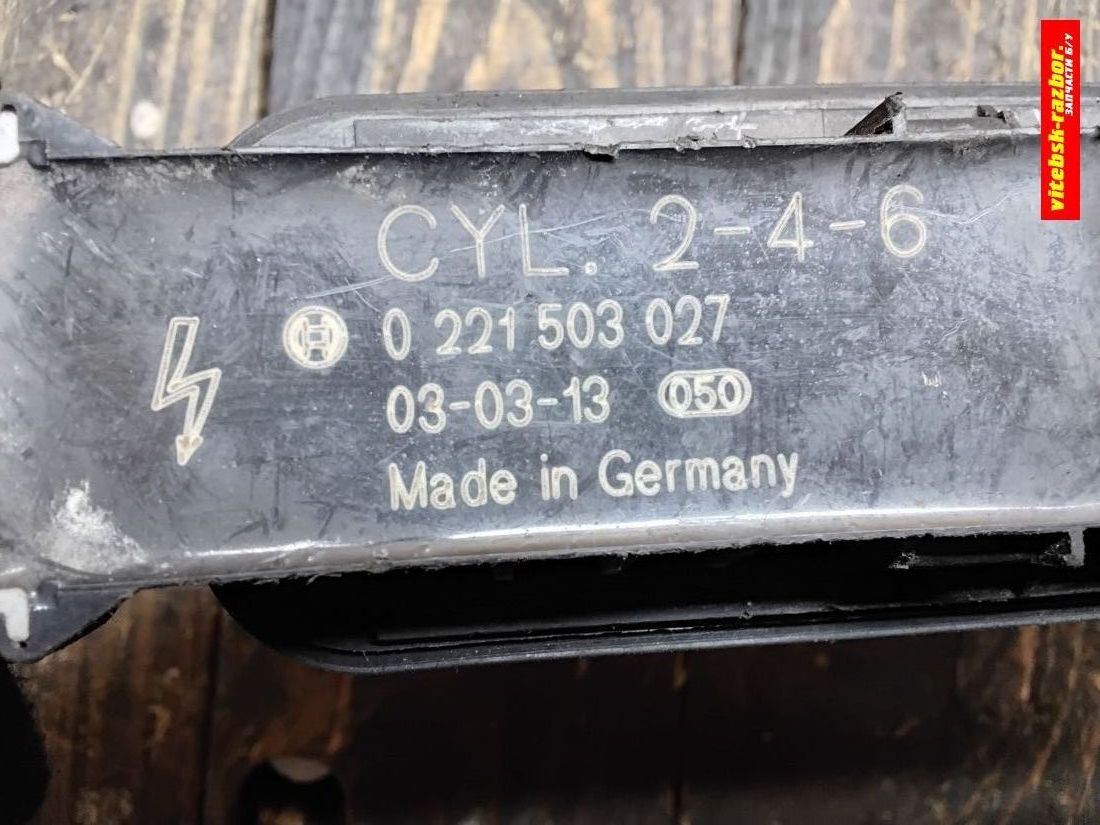 CYL. 2-4-6
0 221 503 027
03-03-13 050
Made in Germany
vitebsk-razbor.
ЗАПЧАСТИ Б/У